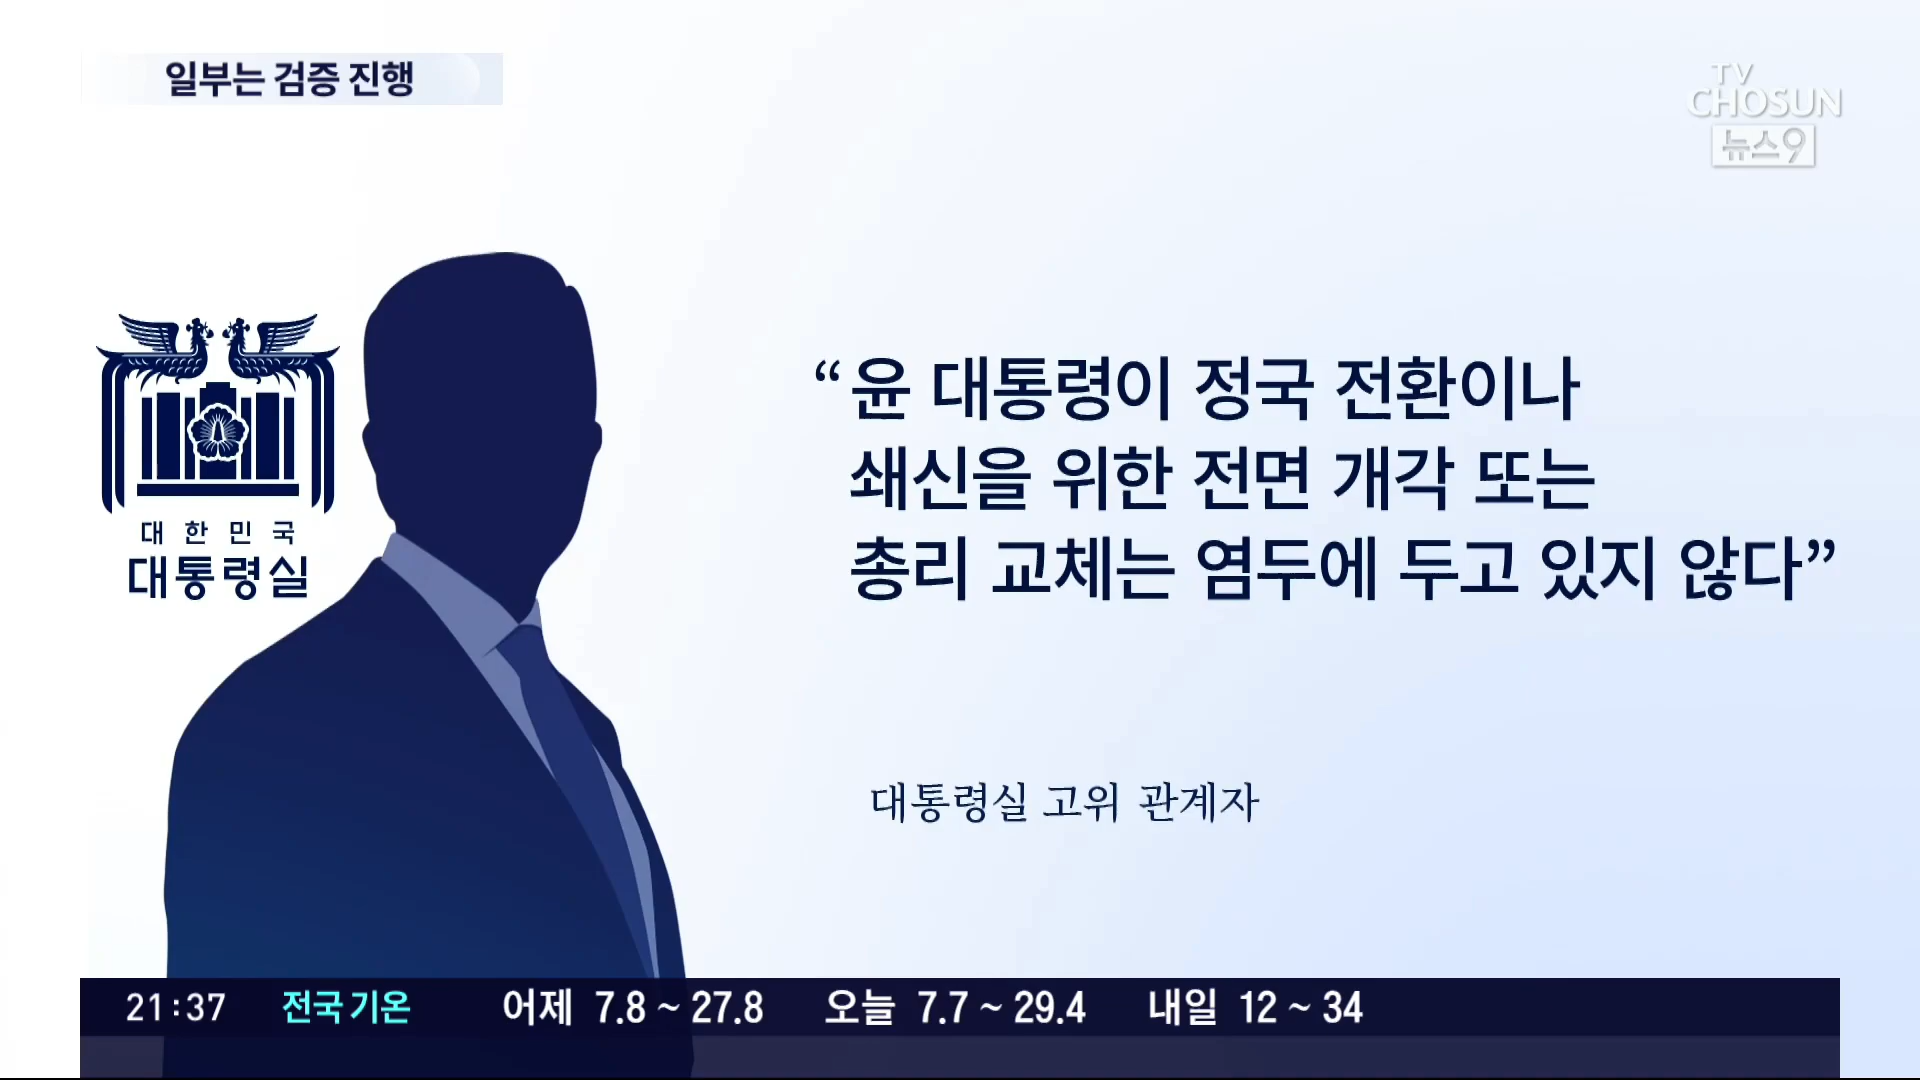 일부는 검증 진행
TV
CHOSUN
뉴스9
대한민국
대통령실
“윤 대통령이 정국 전환이나
쇄신을 위한 전면 개각 또는
총리 교체는 염두에 두고 있지 않다”
대통령실 고위 관계자
21:37 전국 기온 어제 7.8 ~ 27.8 오늘 7.7 ~ 29.4 내일 12 ~ 34